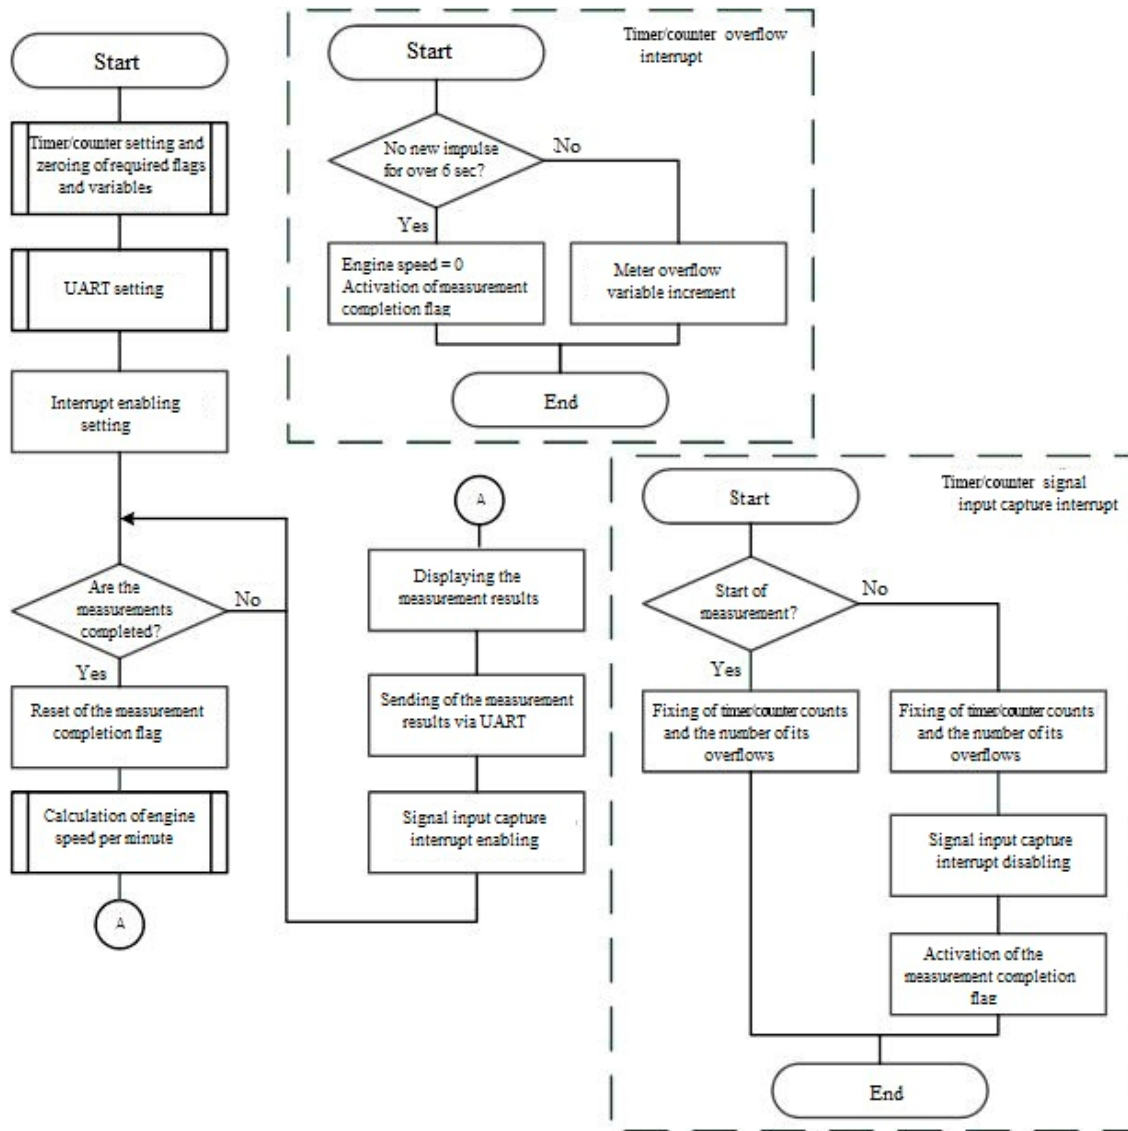 Start
Timer/counter setting and
zeroing of required flags
and variables
UART setting
Interrupt enabling
setting
Are the
measurements
completed?
No
Yes
Reset of the measurement
completion flag
Calculation of engine
speed per minute
A
A
Displaying the
measurement results
Sending of the measurement
results via UART
Signal input capture
interrupt enabling
Timer/counter overflow
interrupt
Start
No new impulse
for over 6 sec?
No
Yes
Engine speed = 0
Activation of measurement
completion flag
Meter overflow
variable increment
End
Timer/counter signal
input capture interrupt
Start
Start of
measurement?
No
Yes
Fixing of timer/counter counts
and the number of its
overflows
Fixing of timer/counter counts
and the number of its
overflows
Signal input capture
interrupt disabling
Activation of the
measurement completion
flag
End